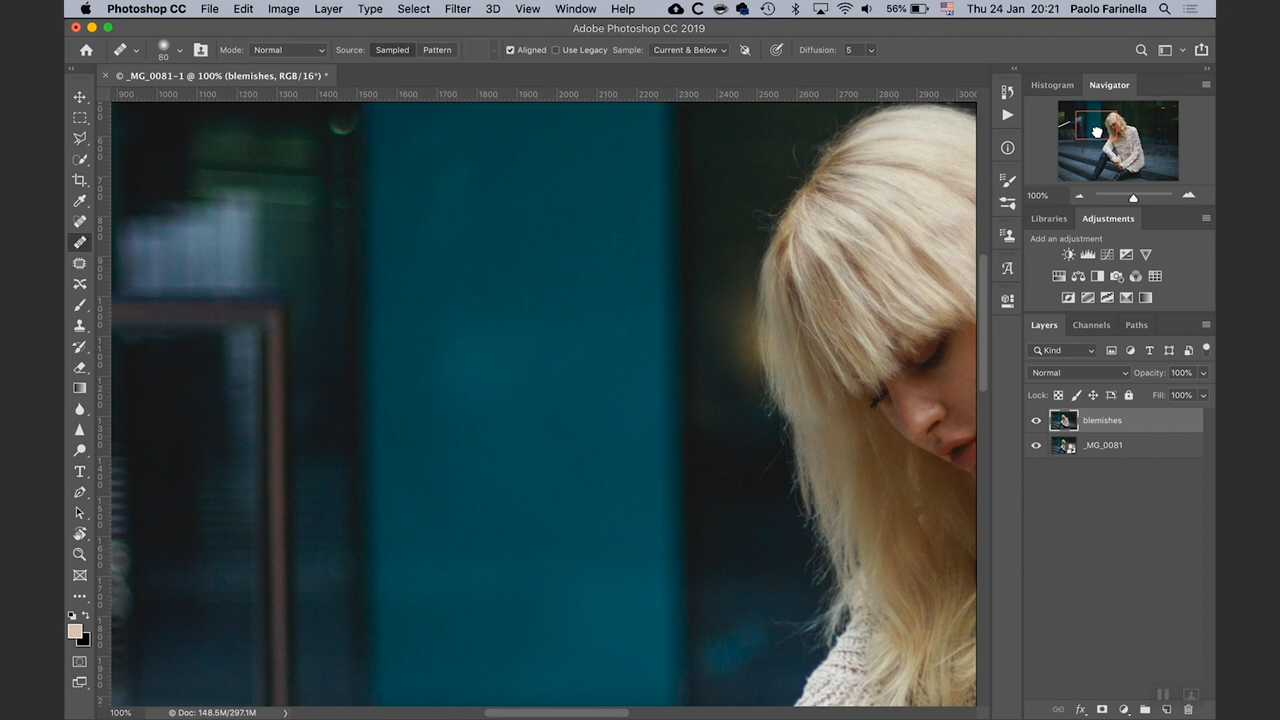 Photoshop CC File Edit Image Layer Type Select Filter 3D View Window Help 56% Thu 24 Jan 20:21 Paolo Farinella
Adobe Photoshop CC 2019
80 Mode: Normal Source: Sampled Pattern Aligned Use Legacy Sample: Current & Below Diffusion: 5
× © _MG_0081-1 @ 100% (blemishes, RGB/16*) *
900 1000 1100 1200 1300 1400 1500 1600 1700 1800 1900 2000 2100 2200 2300 2400 2500 2600 2700 2800 2900 3000
Histogram Navigator
100%
Libraries Adjustments
Add an adjustment
Layers Channels Paths
Kind
Normal Opacity: 100%
Lock: Fill: 100%
blemishes
_MG_0081
100% © Doc: 148.5M/297.1M